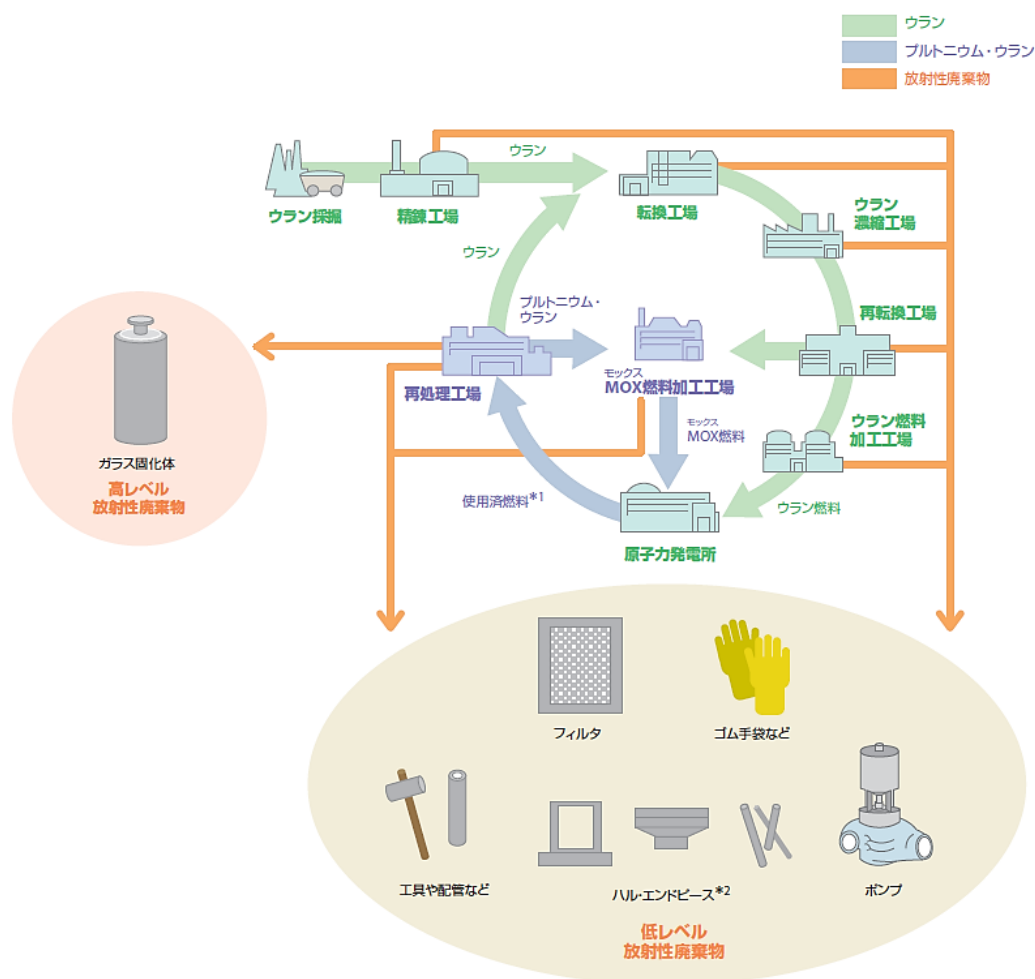 ウラン
プルトニウム・ウラン
放射性廃棄物
ウラン
ウラン採掘
精錬工場
転換工場
ウラン
濃縮工場
ウラン
プルトニウム・
ウラン
再転換工場
再処理工場
モックス
MOX燃料加工工場
モックス
MOX燃料
ウラン燃料
加工工場
ガラス固化体
高レベル
放射性廃棄物
使用済燃料*1
ウラン燃料
原子力発電所
フィルタ
ゴム手袋など
工具や配管など
ハル・エンドピース*2
ポンプ
低レベル
放射性廃棄物